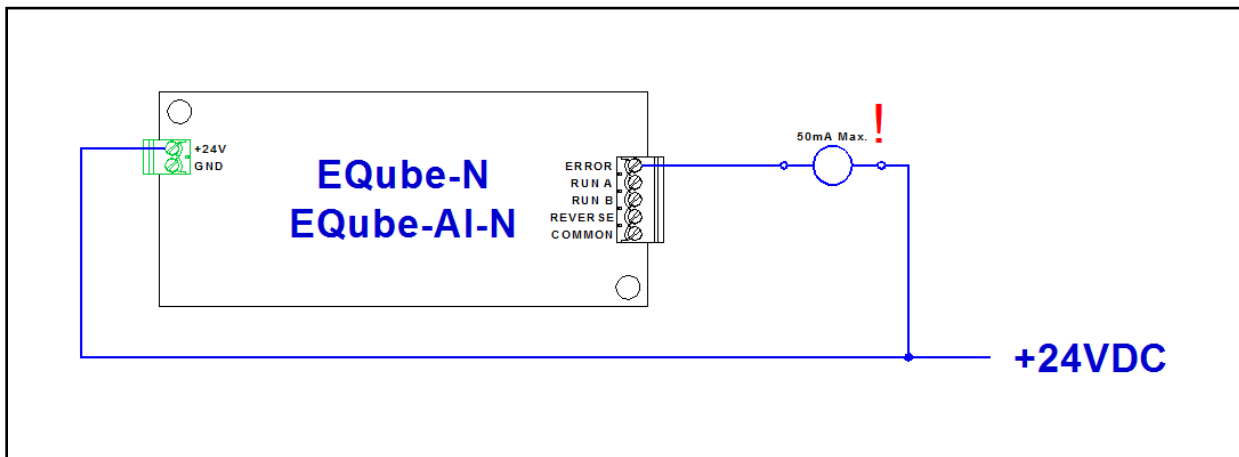 50mA Max. !
+24V
GND
EQube-N
EQube-AI-N
ERROR
RUN A
RUN B
REVERSE
COMMON
+24VDC